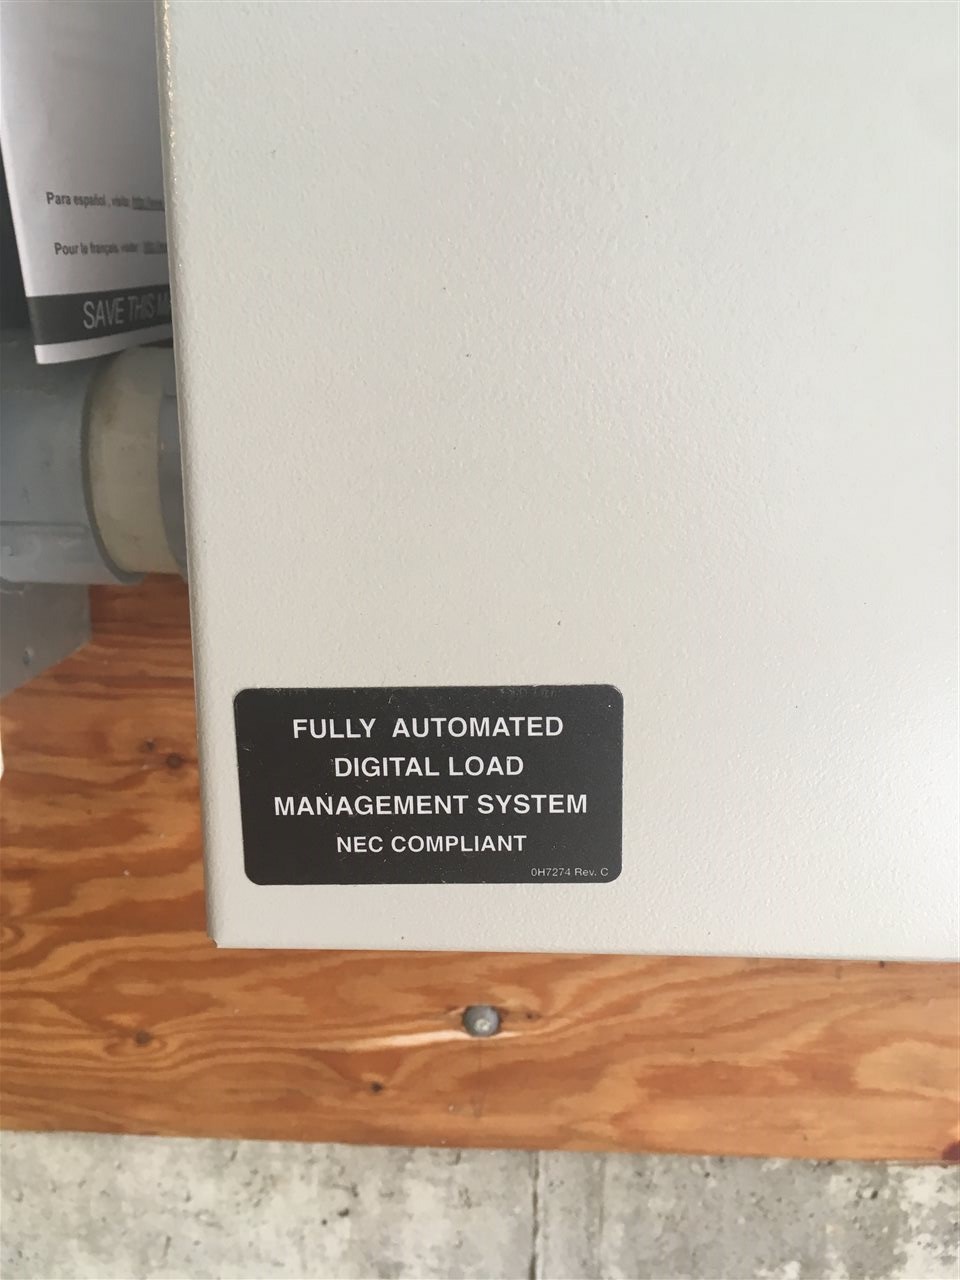 Para español, visite:
Pour le français, visiter:
SAVE THIS M
FULLY AUTOMATED
DIGITAL LOAD
MANAGEMENT SYSTEM
NEC COMPLIANT
0H7274 Rev. C